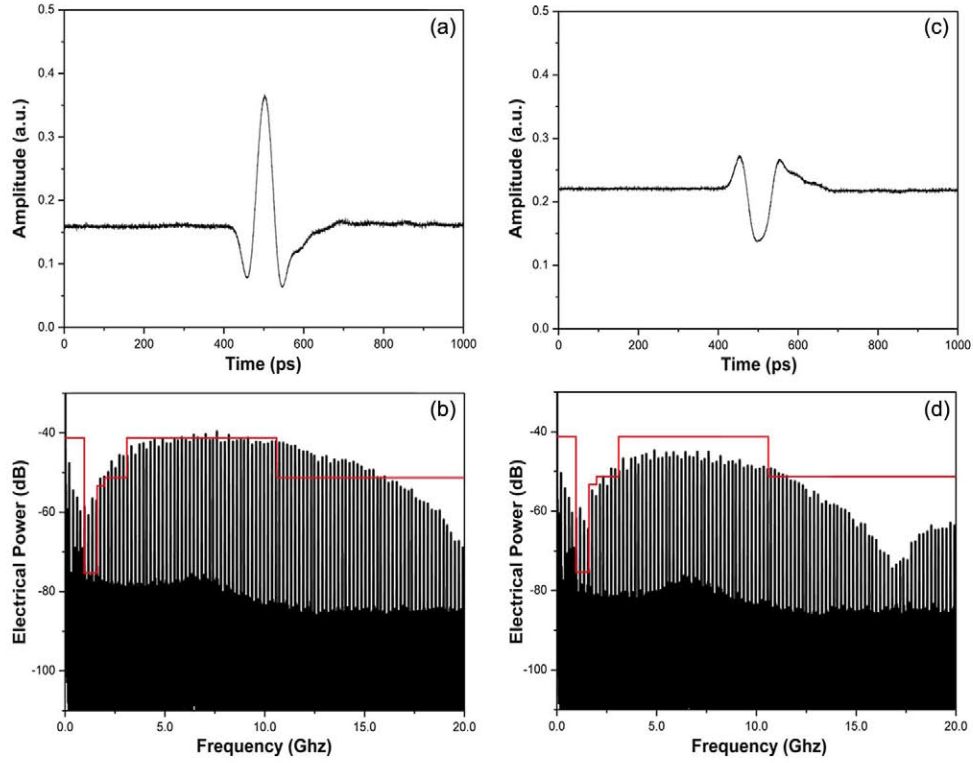 (a)
Amplitude (a.u.)
0.5
0.4
0.3
0.2
0.1
0.0
0 200 400 600 800 1000
Time (ps)
(c)
Amplitude (a.u.)
0.5
0.4
0.3
0.2
0.1
0.0
0 200 400 600 800 1000
Time (ps)
(b)
Electrical Power (dB)
-40
-60
-80
-100
0.0 5.0 10.0 15.0 20.0
Frequency (Ghz)
(d)
Electrical Power (dB)
-40
-60
-80
-100
0.0 5.0 10.0 15.0 20.0
Frequency (Ghz)